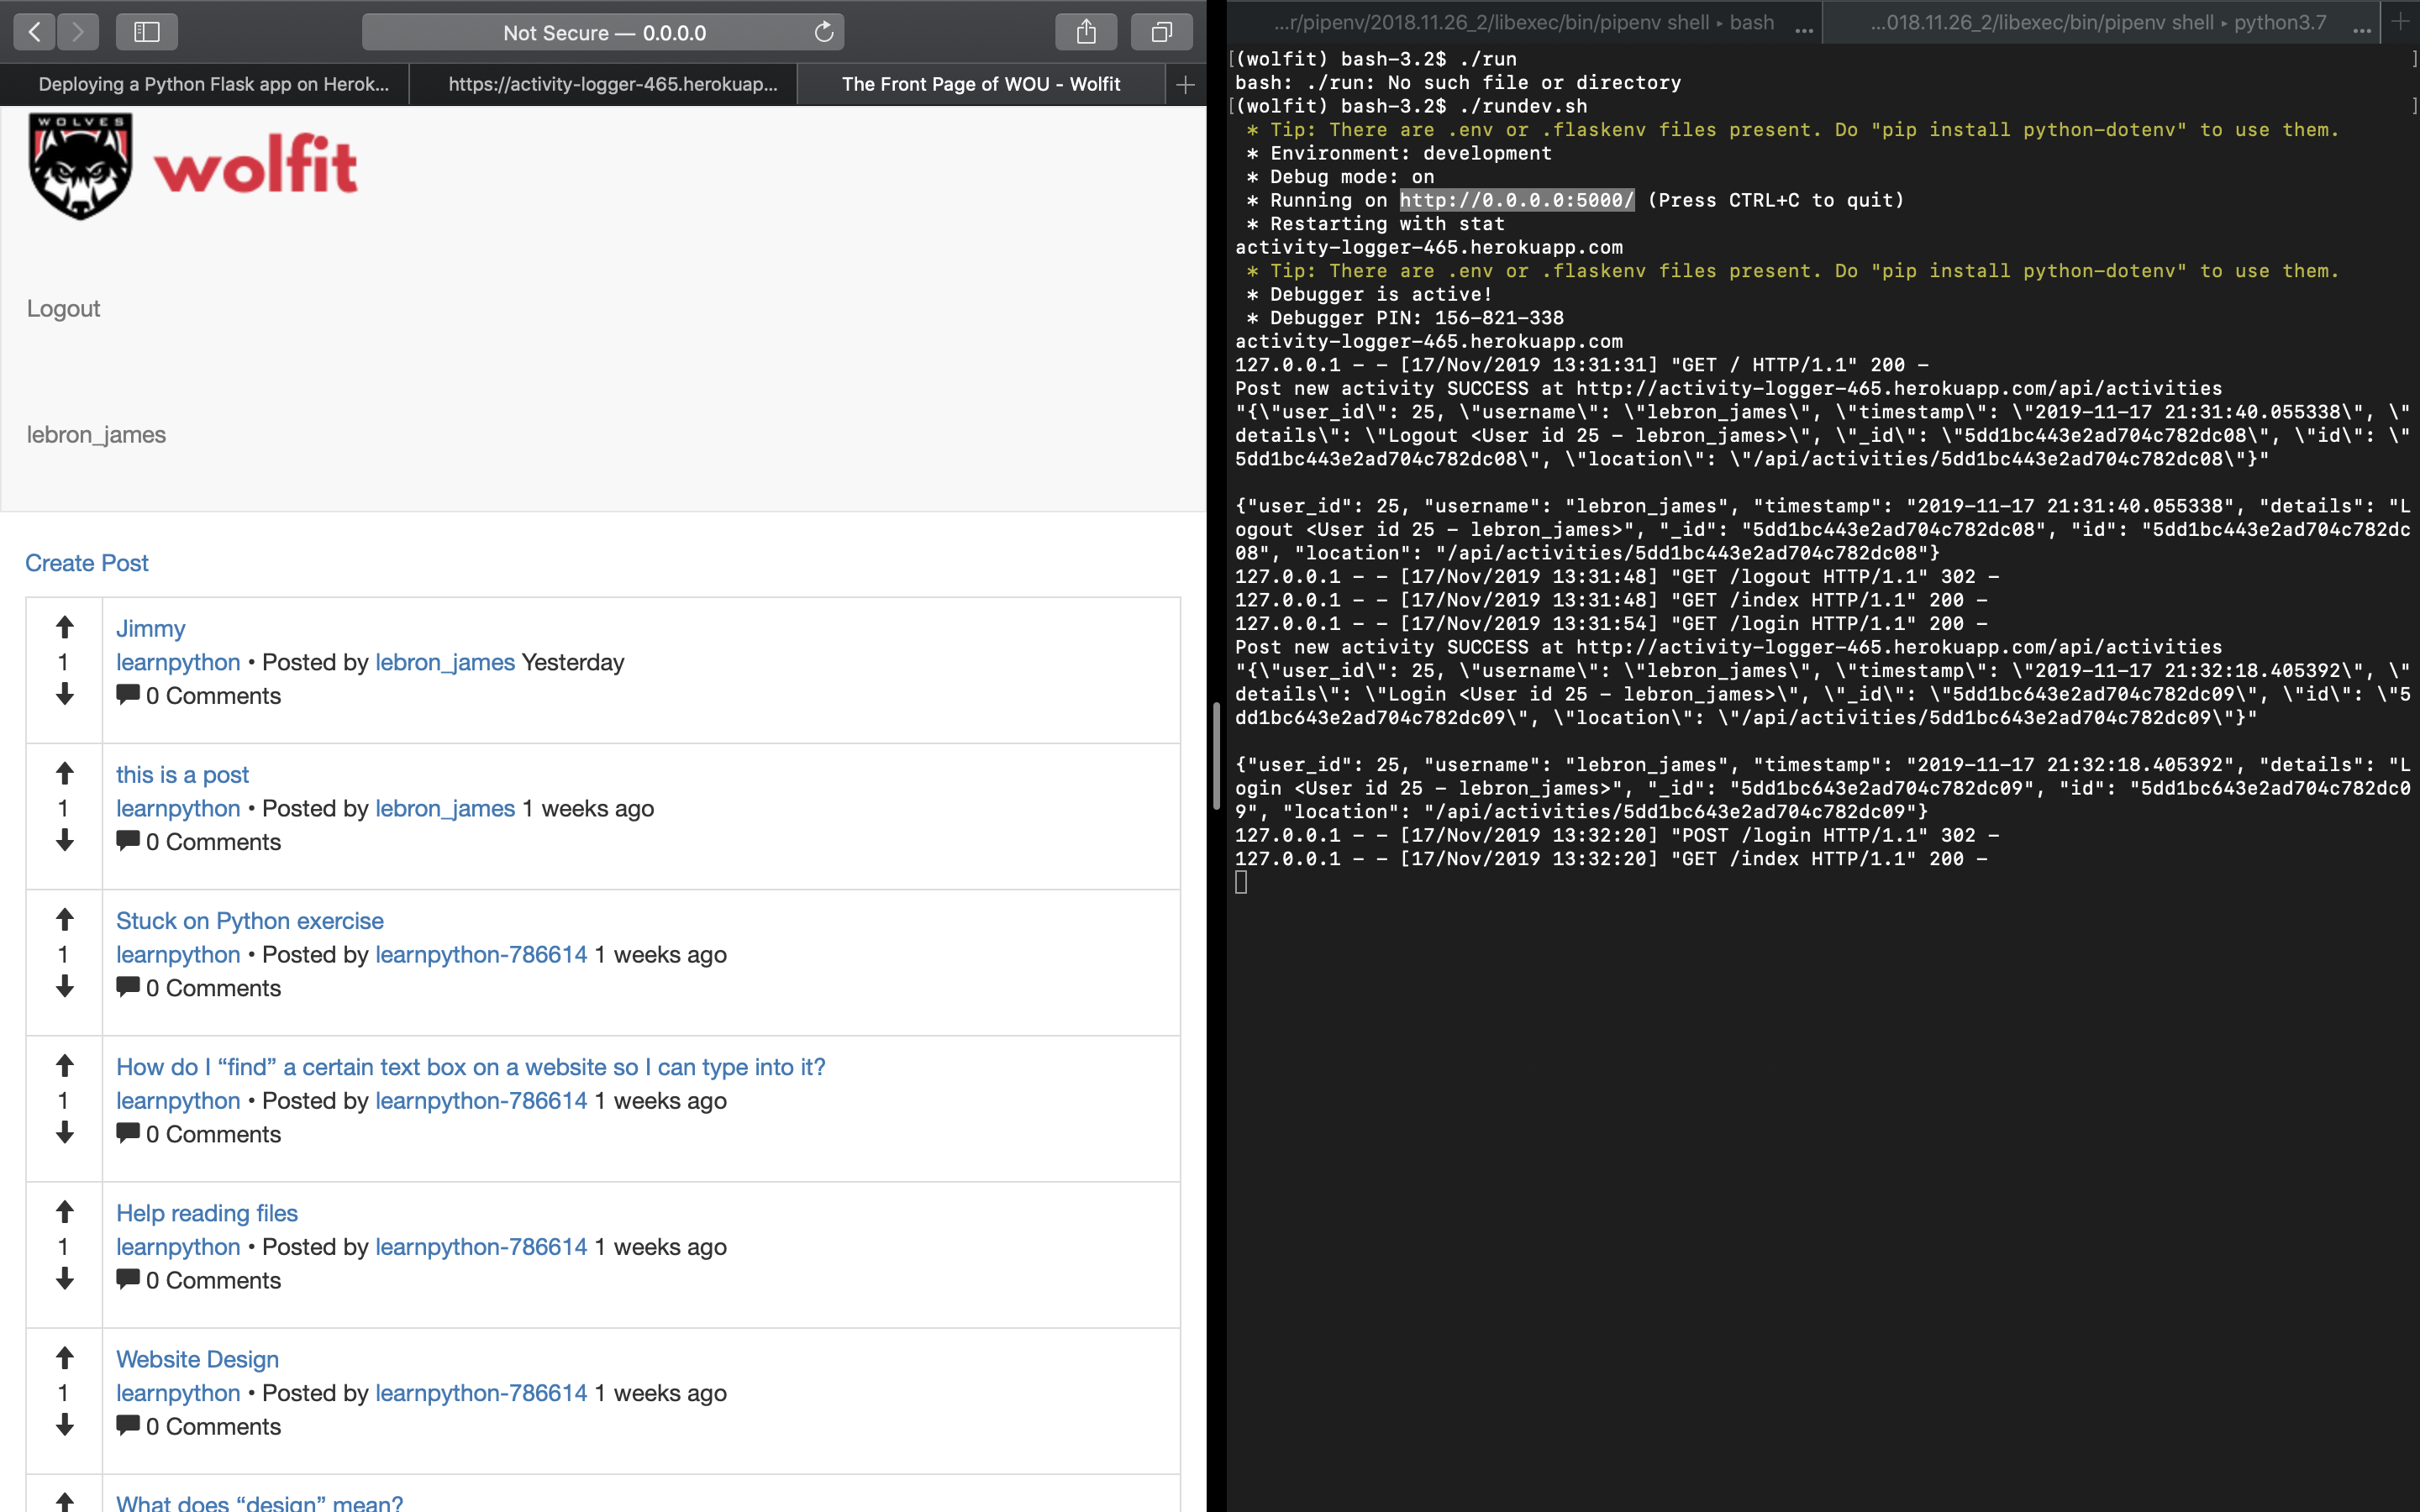 Not Secure — 0.0.0.0
Deploying a Python Flask app on Herok...
https://activity-logger-465.herokuap...
The Front Page of WOU - Wolfit
WOLVES
wolfit
Logout
lebron_james
Create Post
Jimmy
1
learnpython • Posted by lebron_james Yesterday
0 Comments
this is a post
1
learnpython • Posted by lebron_james 1 weeks ago
0 Comments
Stuck on Python exercise
1
learnpython • Posted by learnpython-786614 1 weeks ago
0 Comments
How do I “find” a certain text box on a website so I can type into it?
1
learnpython • Posted by learnpython-786614 1 weeks ago
0 Comments
Help reading files
1
learnpython • Posted by learnpython-786614 1 weeks ago
0 Comments
Website Design
1
learnpython • Posted by learnpython-786614 1 weeks ago
0 Comments
What does “design” mean?
...r/pipenv/2018.11.26_2/libexec/bin/pipenv shell ▸ bash ...
...018.11.26_2/libexec/bin/pipenv shell ▸ python3.7 ...
[(wolfit) bash-3.2$ ./run ]
bash: ./run: No such file or directory
[(wolfit) bash-3.2$ ./rundev.sh ]
* Tip: There are .env or .flaskenv files present. Do "pip install python-dotenv" to use them.
* Environment: development
* Debug mode: on
* Running on http://0.0.0.0:5000/ (Press CTRL+C to quit)
* Restarting with stat
activity-logger-465.herokuapp.com
* Tip: There are .env or .flaskenv files present. Do "pip install python-dotenv" to use them.
* Debugger is active!
* Debugger PIN: 156-821-338
activity-logger-465.herokuapp.com
127.0.0.1 - - [17/Nov/2019 13:31:31] "GET / HTTP/1.1" 200 -
Post new activity SUCCESS at http://activity-logger-465.herokuapp.com/api/activities
"{\"user_id\": 25, \"username\": \"lebron_james\", \"timestamp\": \"2019-11-17 21:31:40.055338\", \"
details\": \"Logout <User id 25 - lebron_james>\", \"_id\": \"5dd1bc443e2ad704c782dc08\", \"id\": \"
5dd1bc443e2ad704c782dc08\", \"location\": \"/api/activities/5dd1bc443e2ad704c782dc08\"}"
{"user_id": 25, "username": "lebron_james", "timestamp": "2019-11-17 21:31:40.055338", "details": "L
ogout <User id 25 - lebron_james>", "_id": "5dd1bc443e2ad704c782dc08", "id": "5dd1bc443e2ad704c782dc
08", "location": "/api/activities/5dd1bc443e2ad704c782dc08"}
127.0.0.1 - - [17/Nov/2019 13:31:48] "GET /logout HTTP/1.1" 302 -
127.0.0.1 - - [17/Nov/2019 13:31:48] "GET /index HTTP/1.1" 200 -
127.0.0.1 - - [17/Nov/2019 13:31:54] "GET /login HTTP/1.1" 200 -
Post new activity SUCCESS at http://activity-logger-465.herokuapp.com/api/activities
"{\"user_id\": 25, \"username\": \"lebron_james\", \"timestamp\": \"2019-11-17 21:32:18.405392\", \"
details\": \"Login <User id 25 - lebron_james>\", \"_id\": \"5dd1bc643e2ad704c782dc09\", \"id\": \"5
dd1bc643e2ad704c782dc09\", \"location\": \"/api/activities/5dd1bc643e2ad704c782dc09\"}"
{"user_id": 25, "username": "lebron_james", "timestamp": "2019-11-17 21:32:18.405392", "details": "L
ogin <User id 25 - lebron_james>", "_id": "5dd1bc643e2ad704c782dc09", "id": "5dd1bc643e2ad704c782dc0
9", "location": "/api/activities/5dd1bc643e2ad704c782dc09"}
127.0.0.1 - - [17/Nov/2019 13:32:20] "POST /login HTTP/1.1" 302 -
127.0.0.1 - - [17/Nov/2019 13:32:20] "GET /index HTTP/1.1" 200 -